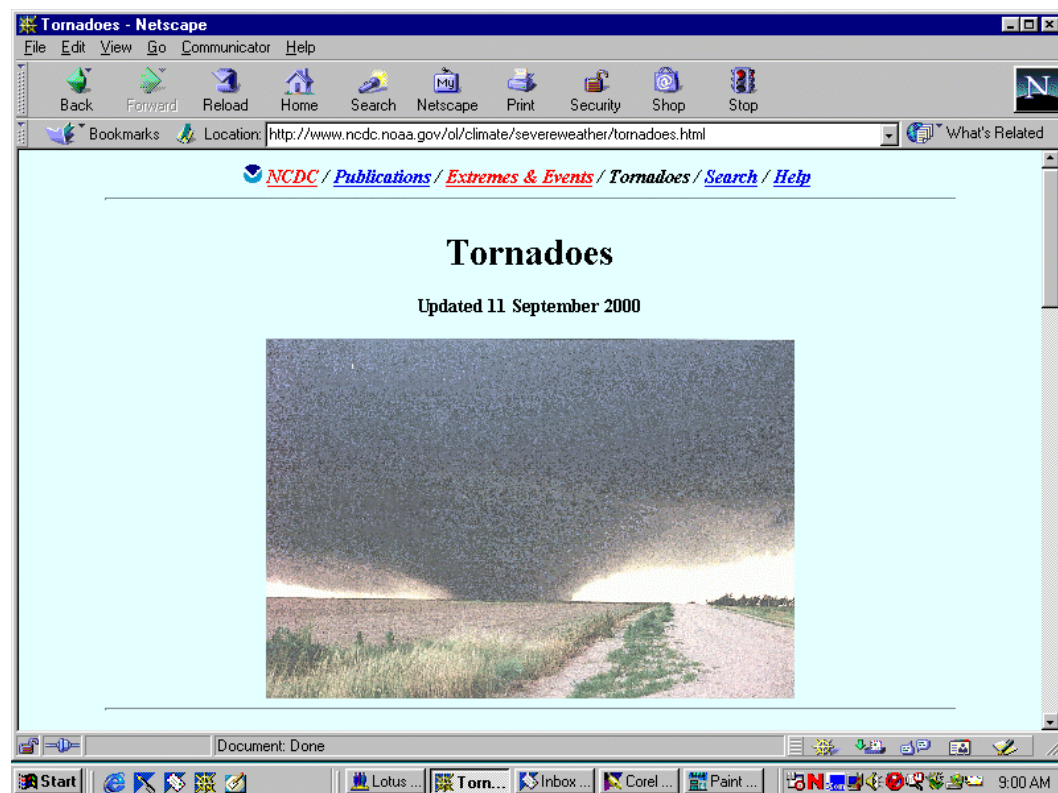 Tornadoes - Netscape
File Edit View Go Communicator Help
Back Forward Reload Home Search Netscape Print Security Shop Stop
My
N
Bookmarks Location: http://www.ncdc.noaa.gov/ol/climate/severeweather/tornadoes.html What's Related
NCDC / Publications / Extremes & Events / Tornadoes / Search / Help
Tornadoes
Updated 11 September 2000
Document: Done
Start Lotus ... Torn... Inbox ... Corel ... Paint ... 9:00 AM